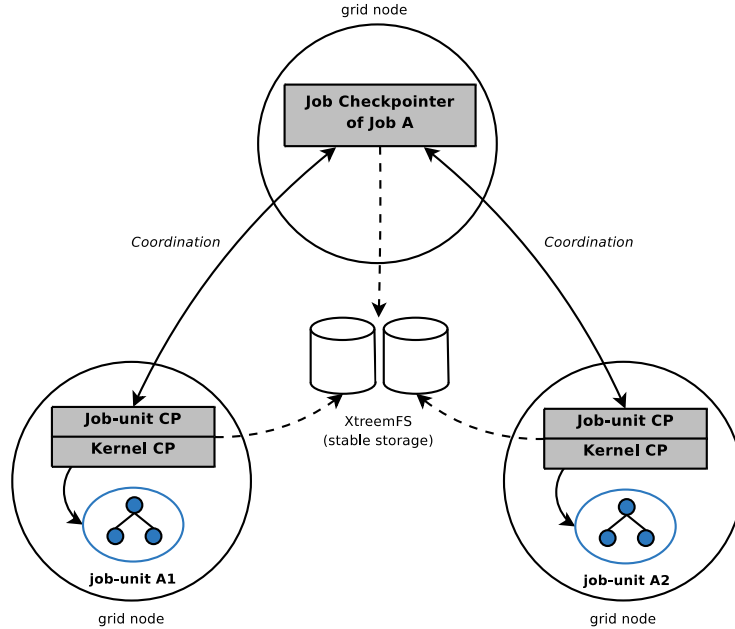 grid node
Job Checkpointer
of Job A
Coordination
Coordination
XtreemFS
(stable storage)
Job-unit CP
Kernel CP
job-unit A1
grid node
Job-unit CP
Kernel CP
job-unit A2
grid node